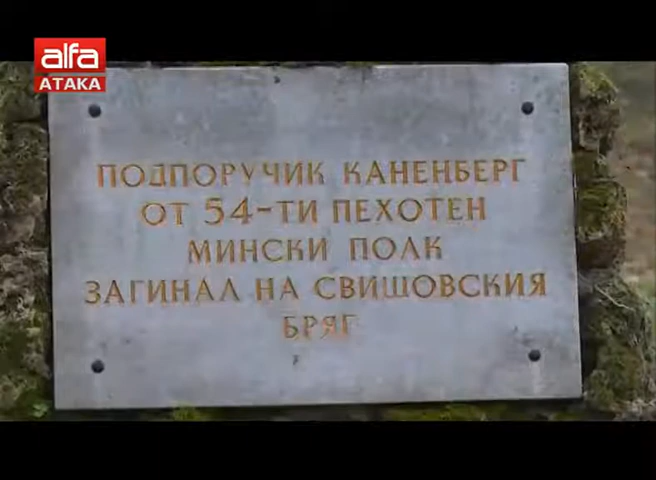 alfa
АТАКА
ПОДПОРУЧИК КАНЕНБЕРГ
ОТ 54-ТИ ПЕХОТЕН
МИНСКИ ПОЛК
ЗАГИНАЛ НА СВИЩОВСКИЯ
БРЯГ